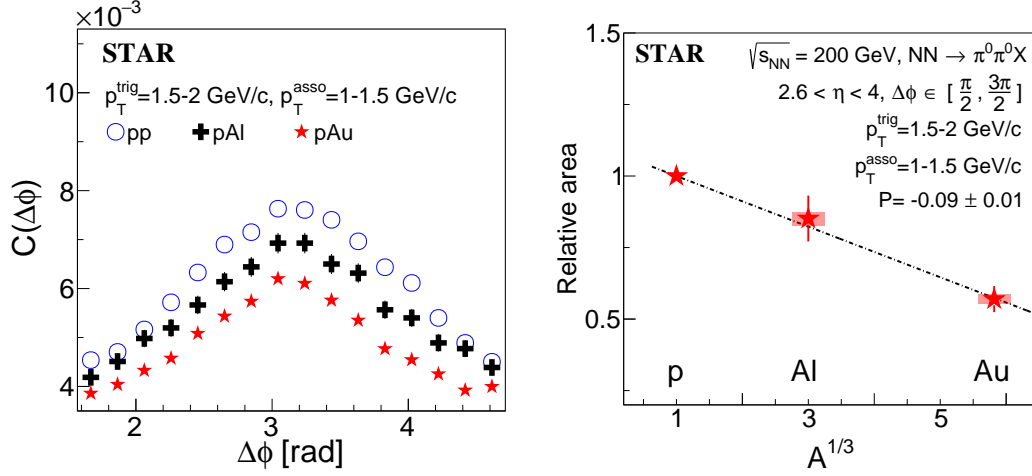 ×10⁻³
STAR
p_T^trig=1.5-2 GeV/c, p_T^asso=1-1.5 GeV/c
pp pAl pAu
C(Δϕ)
10
8
6
4
2 3 4
Δϕ [rad]
STAR √s_NN = 200 GeV, NN → π⁰π⁰X
2.6 < η < 4, Δϕ ∈ [ π/2 , 3π/2 ]
p_T^trig=1.5-2 GeV/c
p_T^asso=1-1.5 GeV/c
P= -0.09 ± 0.01
Relative area
1.5
1
0.5
p Al Au
1 3 5
A^1/3